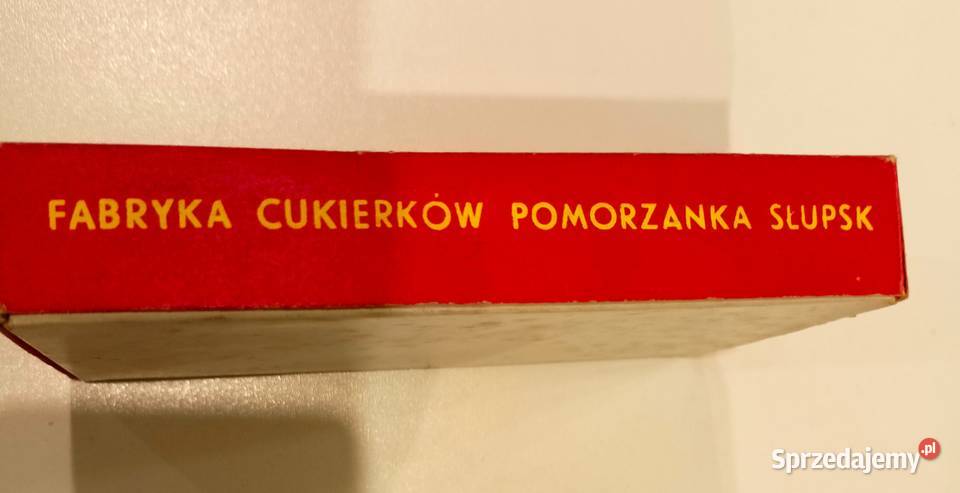 FABRYKA CUKIERKÓW POMORZANKA SŁUPSK
Sprzedajemy.pl